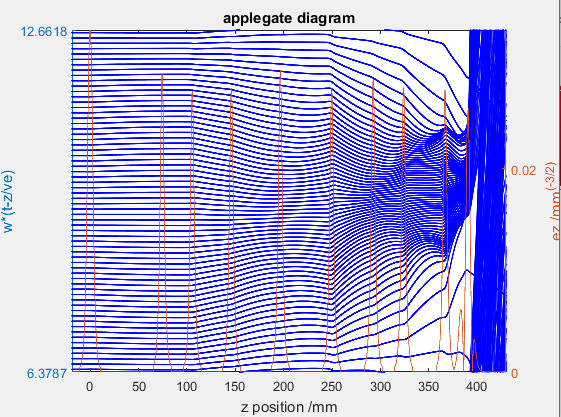 applegate diagram
12.6618
w*(t-z/ve)
6.3787
0.02
ez /mm(-3/2)
0
0 50 100 150 200 250 300 350 400
z position /mm